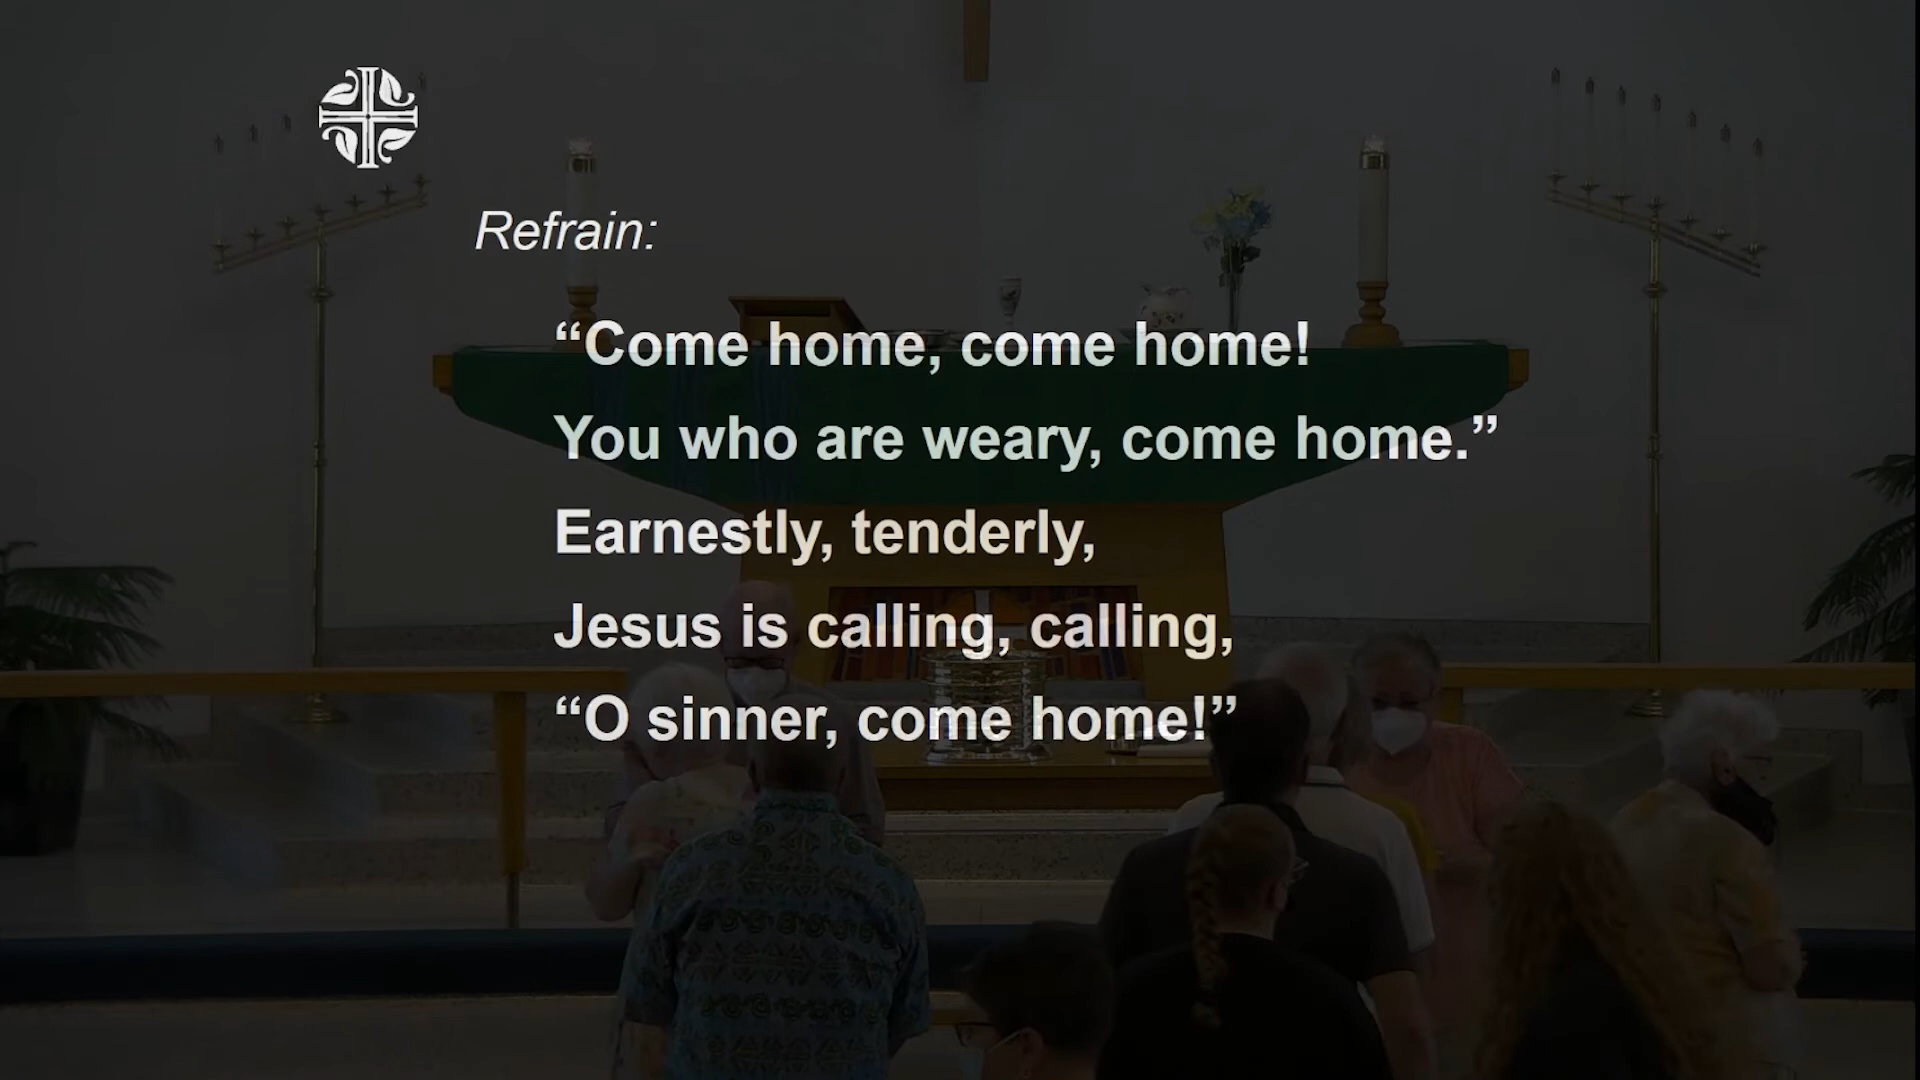 Refrain:
“Come home, come home!
You who are weary, come home.”
Earnestly, tenderly,
Jesus is calling, calling,
“O sinner, come home!”